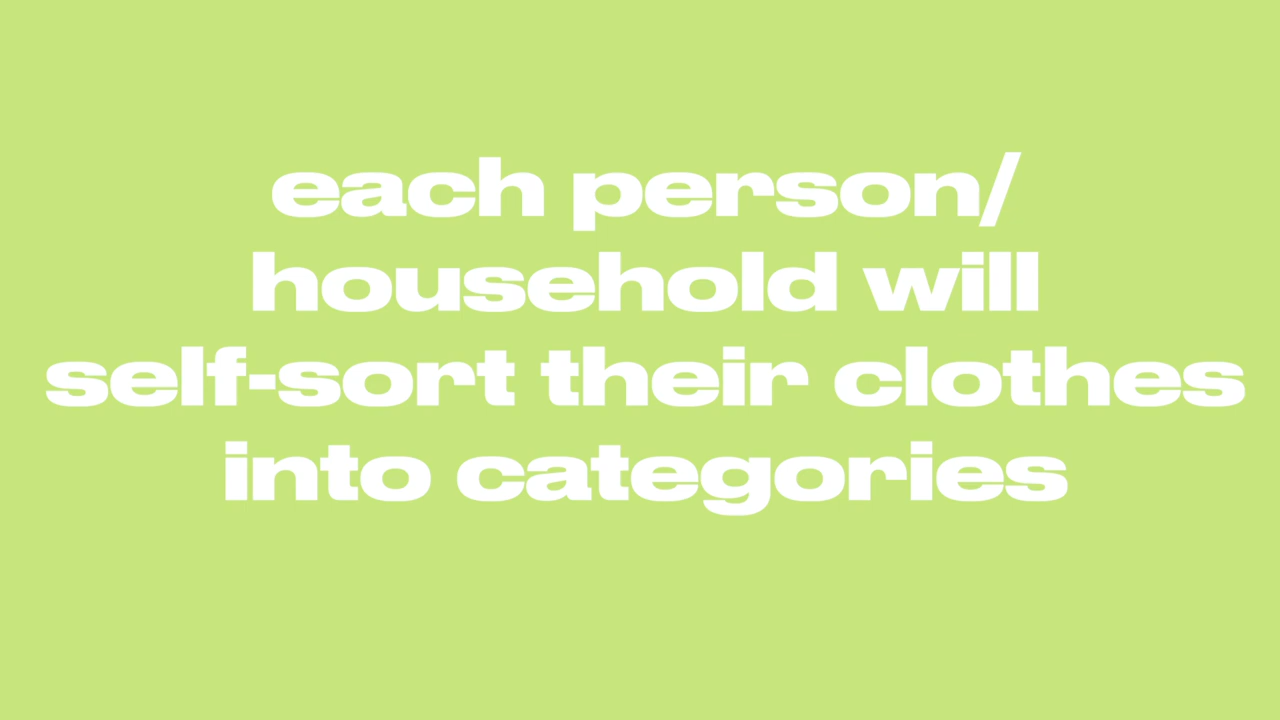 each person/
household will
self-sort their clothes
into categories